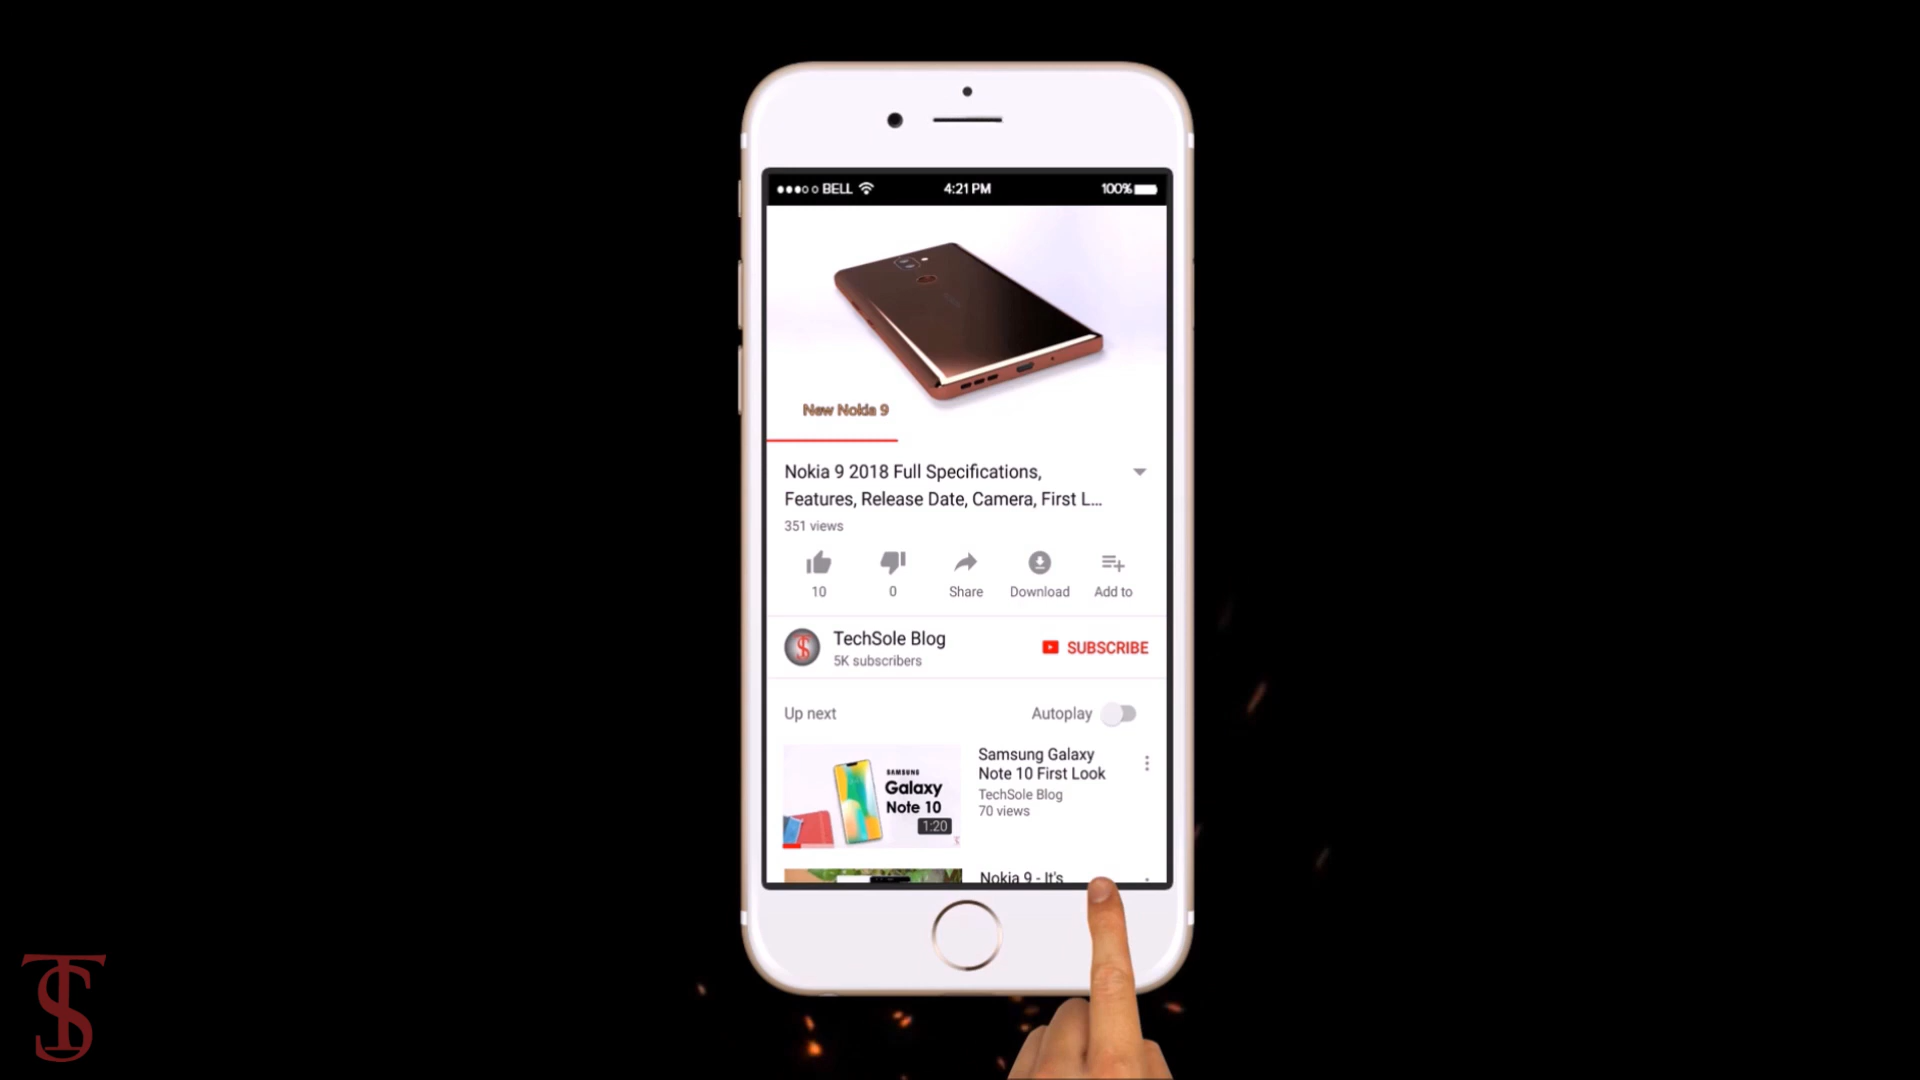 BELL
4:21 PM
100%
New Nokia 9
Nokia 9 2018 Full Specifications,
Features, Release Date, Camera, First L...
351 views
10
0
Share
Download
Add to
TechSole Blog
5K subscribers
SUBSCRIBE
Up next
Autoplay
SAMSUNG
Galaxy
Note 10
1:20
Samsung Galaxy
Note 10 First Look
TechSole Blog
70 views
Nokia 9 - It's
TS